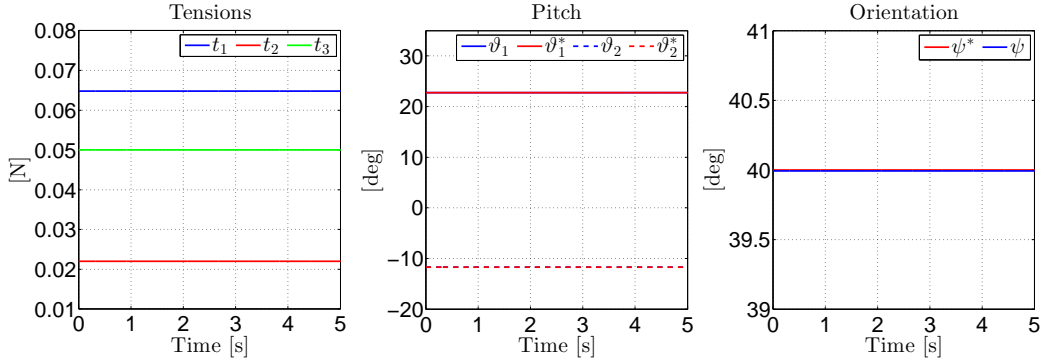 Tensions
t₁ t₂ t₃
0.08
0.07
0.06
0.05
0.04
0.03
0.02
0.01
[N]
0 1 2 3 4 5
Time [s]
Pitch
ϑ₁ ϑ₁* ϑ₂ ϑ₂*
30
20
10
0
−10
−20
[deg]
0 1 2 3 4 5
Time [s]
Orientation
ψ* ψ
41
40.5
40
39.5
39
[deg]
0 1 2 3 4 5
Time [s]